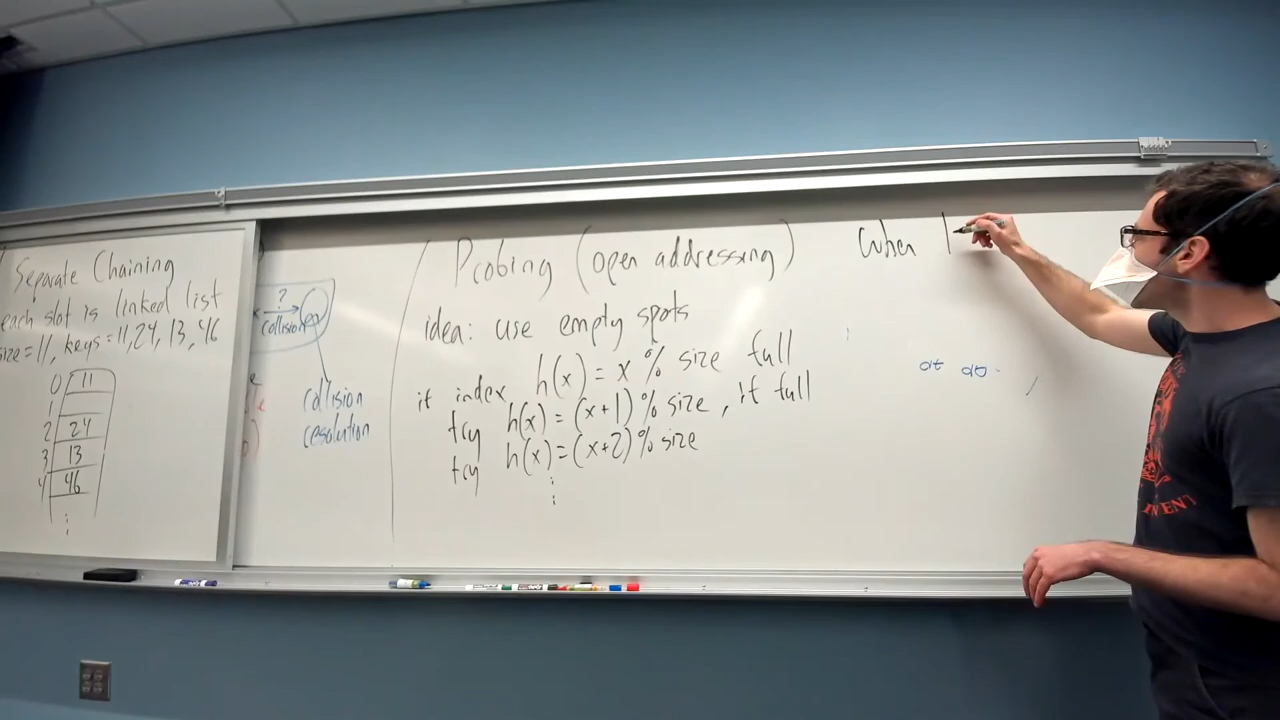 Separate Chaining
each slot is linked list
size=11, keys=11,24,13,46
0 11
1
2 24
3 13
4 46
?
collision
collision
resolution
Probing (open addressing)
idea: use empty spots
if index h(x) = x % size full
try h(x) = (x+1) % size, if full
try h(x) = (x+2) % size
When
INVENT